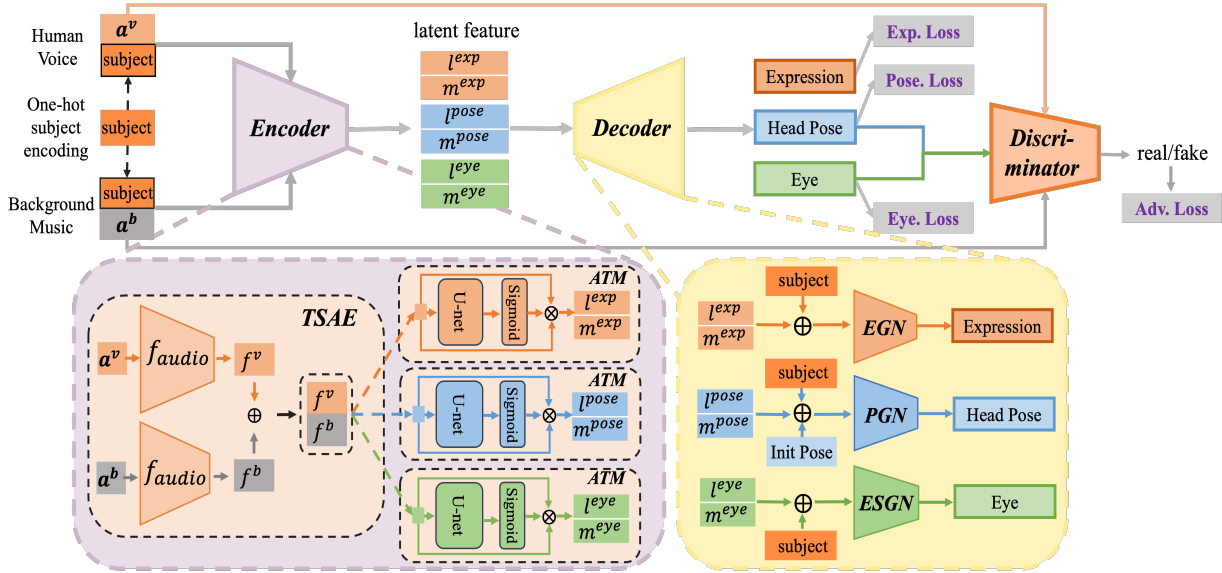 Human
Voice
a^v
subject
One-hot
subject
encoding
subject
subject
Background
Music
a^b
Encoder
latent feature
l^exp
m^exp
l^pose
m^pose
l^eye
m^eye
Decoder
Expression
Head Pose
Eye
Exp. Loss
Pose. Loss
Eye. Loss
Discri-
minator
real/fake
Adv. Loss
TSAE
a^v
f_audio
f^v
⊕
a^b
f_audio
f^b
f^v
f^b
ATM
U-net
Sigmoid
⊗
l^exp
m^exp
ATM
U-net
Sigmoid
⊗
l^pose
m^pose
ATM
U-net
Sigmoid
⊗
l^eye
m^eye
subject
l^exp
m^exp
⊕
EGN
Expression
subject
l^pose
m^pose
⊕
Init Pose
PGN
Head Pose
l^eye
m^eye
⊕
subject
ESGN
Eye